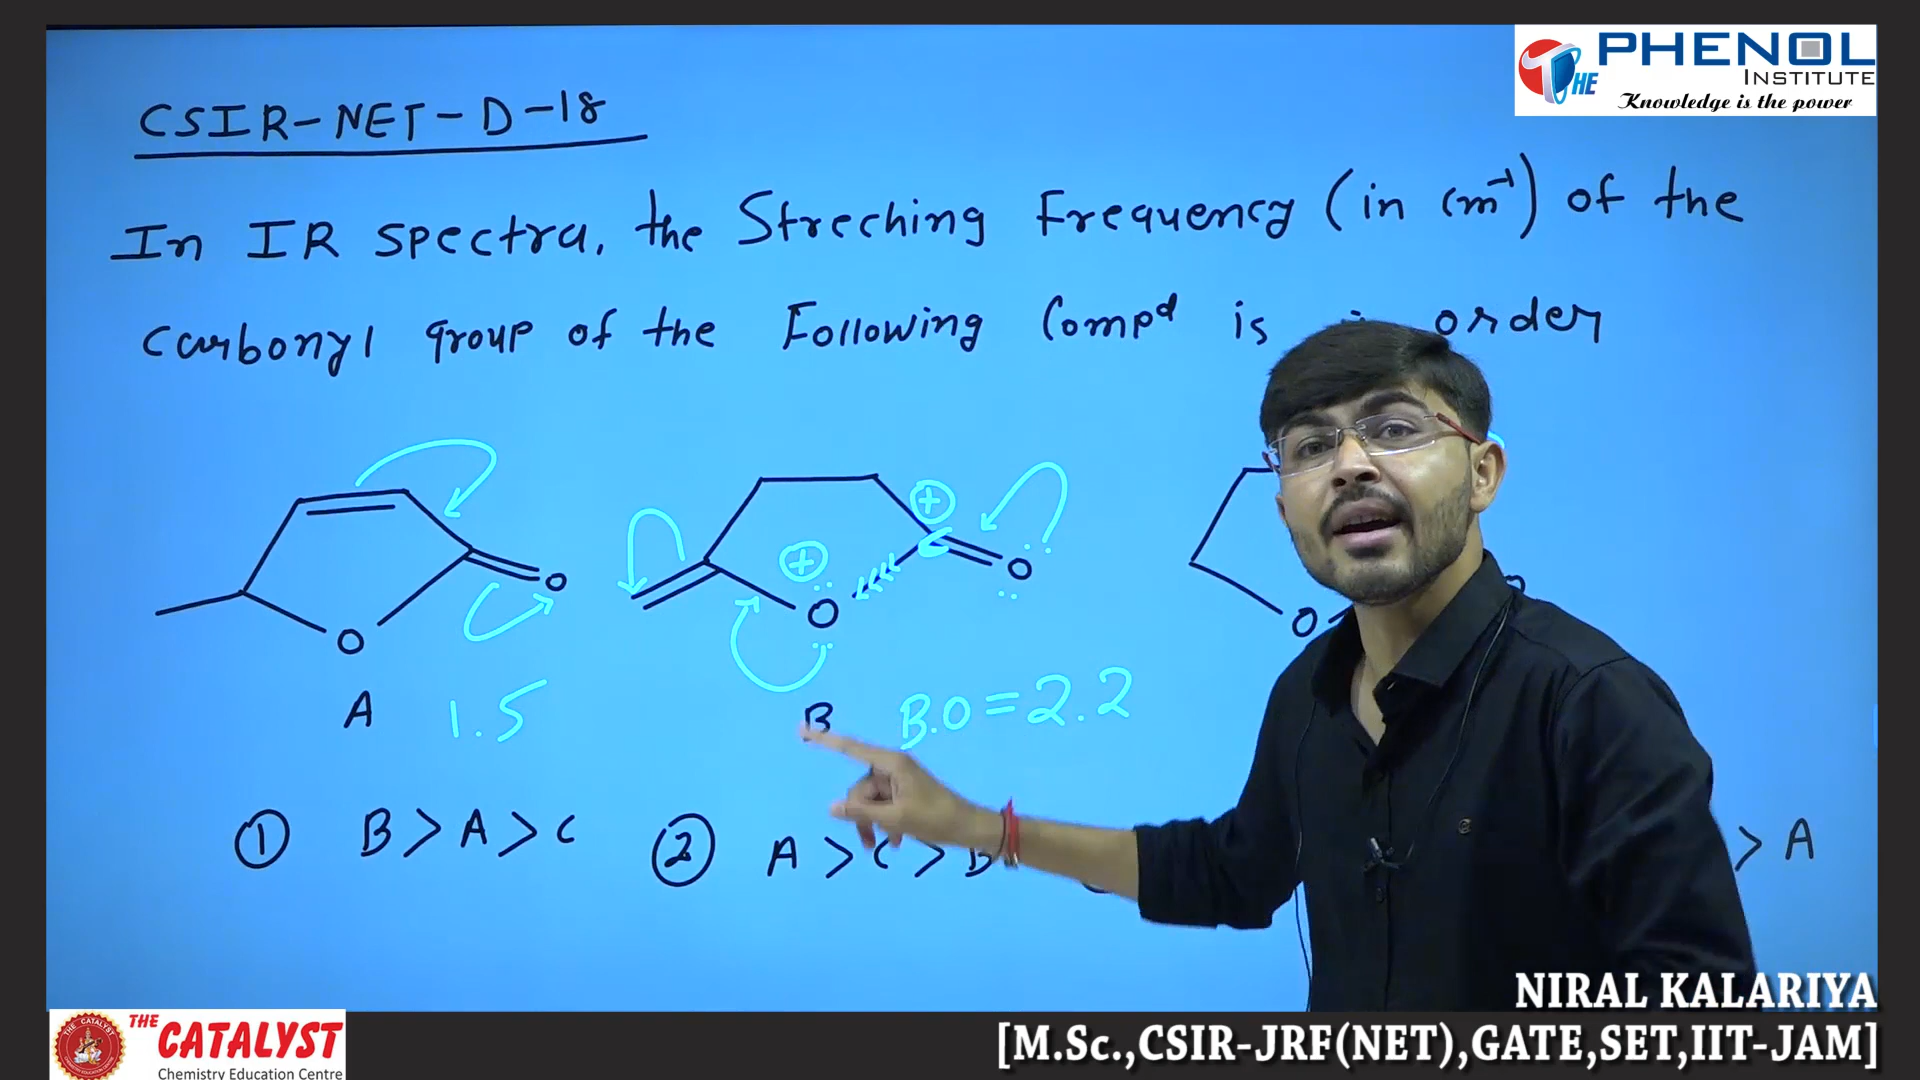 THE
PHENOL
INSTITUTE
Knowledge is the power
CSIR-NET-D-18
In IR spectra, the Streching Frequency (in cm⁻¹) of the
carbonyl group of the Following Compd is order
+
+
O
O
O
O
O
A
1.5
B
B.O = 2.2
① B > A > C
② A > C > B
> A
NIRAL KALARIYA
[M.Sc.,CSIR-JRF(NET),GATE,SET,IIT-JAM]
THE CATALYST
Chemistry Education Centre